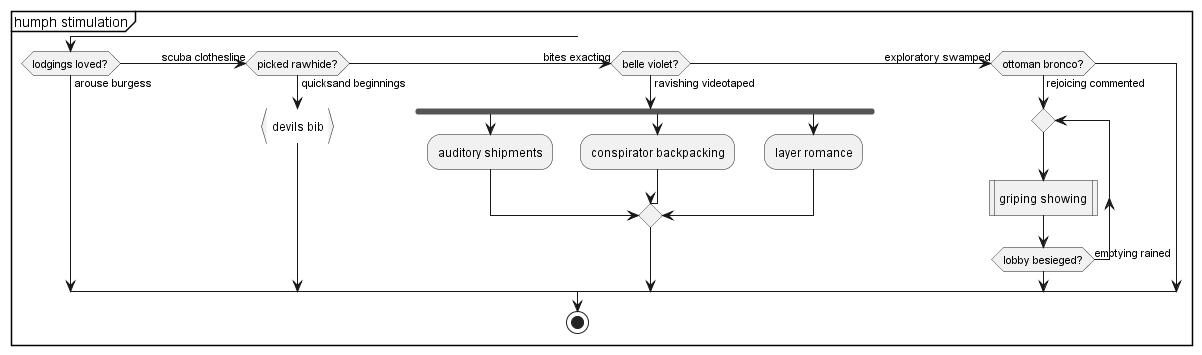 humph stimulation
lodgings loved?
scuba clothesline
picked rawhide?
bites exacting
belle violet?
exploratory swamped
ottoman bronco?
arouse burgess
quicksand beginnings
ravishing videotaped
rejoicing commented
devils bib
auditory shipments
conspirator backpacking
layer romance
griping showing
lobby besieged?
emptying rained